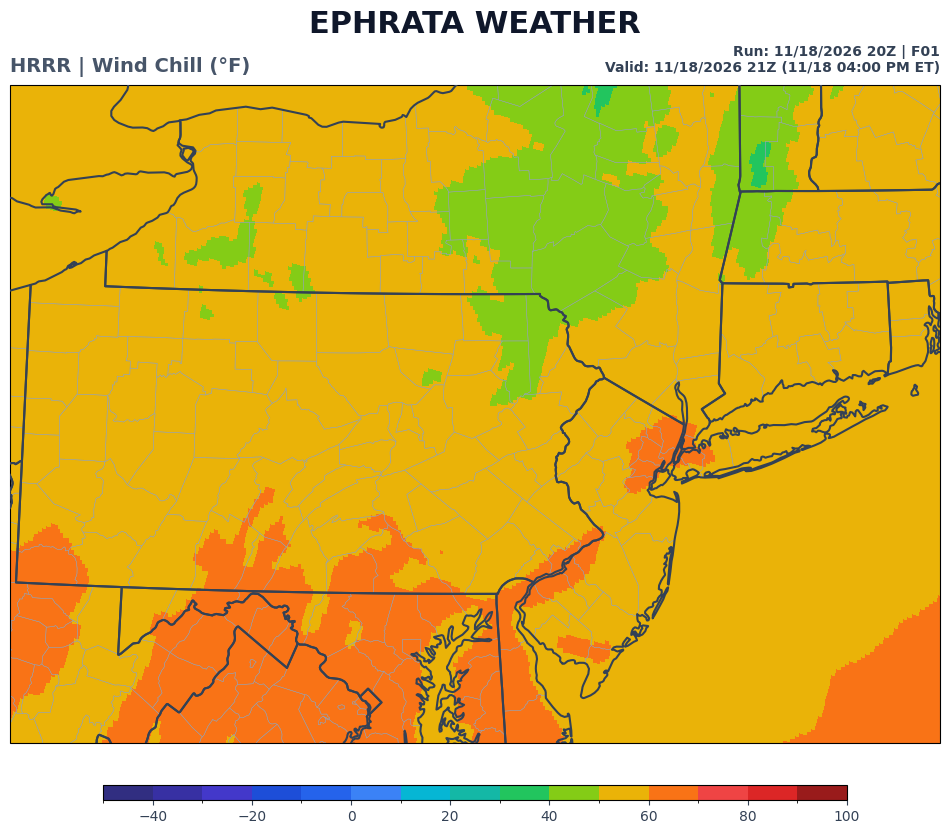 EPHRATA WEATHER
HRRR | Wind Chill (°F)
Run: 11/18/2026 20Z | F01
Valid: 11/18/2026 21Z (11/18 04:00 PM ET)
−40 −20 0 20 40 60 80 100